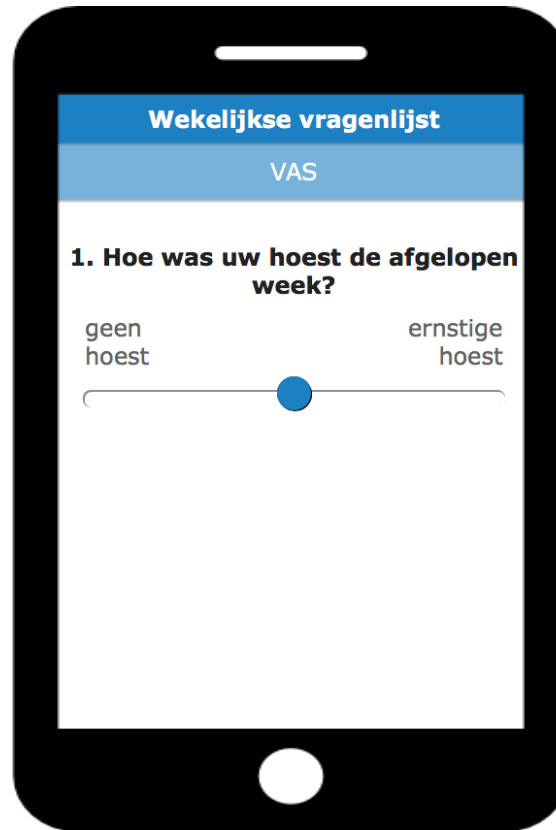 Wekelijkse vragenlijst
VAS
1. Hoe was uw hoest de afgelopen
week?
geen
hoest
ernstige
hoest